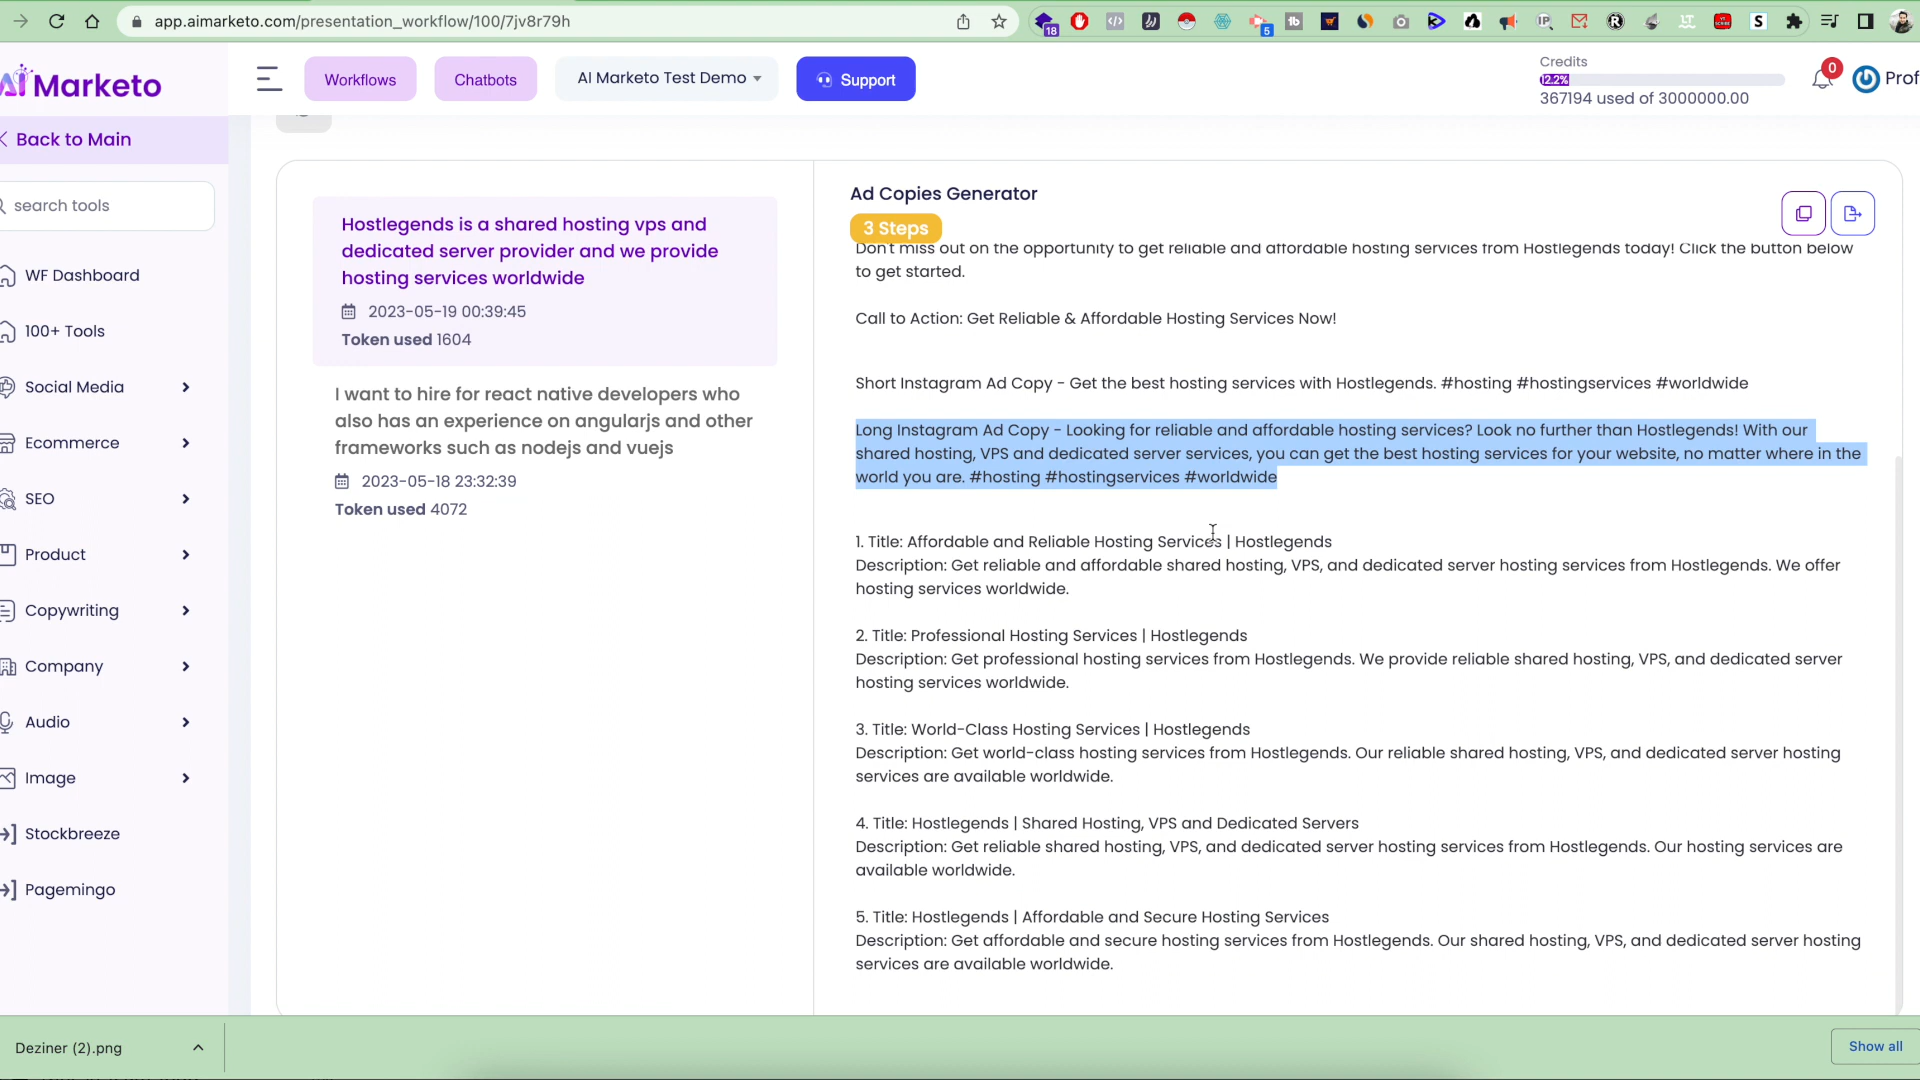 app.aimarketo.com/presentation_workflow/100/7jv8r79h
18
5
AI Marketo
Workflows
Chatbots
AI Marketo Test Demo
Support
Credits
12.2%
367194 used of 3000000.00
0
Prof
Back to Main
search tools
WF Dashboard
100+ Tools
Social Media
Ecommerce
SEO
Product
Copywriting
Company
Audio
Image
Stockbreeze
Pagemingo
Hostlegends is a shared hosting vps and
dedicated server provider and we provide
hosting services worldwide
2023-05-19 00:39:45
Token used 1604
I want to hire for react native developers who
also has an experience on angularjs and other
frameworks such as nodejs and vuejs
2023-05-18 23:32:39
Token used 4072
Ad Copies Generator
3 Steps
Don't miss out on the opportunity to get reliable and affordable hosting services from Hostlegends today! Click the button below
to get started.
Call to Action: Get Reliable & Affordable Hosting Services Now!
Short Instagram Ad Copy - Get the best hosting services with Hostlegends. #hosting #hostingservices #worldwide
Long Instagram Ad Copy - Looking for reliable and affordable hosting services? Look no further than Hostlegends! With our
shared hosting, VPS and dedicated server services, you can get the best hosting services for your website, no matter where in the
world you are. #hosting #hostingservices #worldwide
1. Title: Affordable and Reliable Hosting Services | Hostlegends
Description: Get reliable and affordable shared hosting, VPS, and dedicated server hosting services from Hostlegends. We offer
hosting services worldwide.
2. Title: Professional Hosting Services | Hostlegends
Description: Get professional hosting services from Hostlegends. We provide reliable shared hosting, VPS, and dedicated server
hosting services worldwide.
3. Title: World-Class Hosting Services | Hostlegends
Description: Get world-class hosting services from Hostlegends. Our reliable shared hosting, VPS, and dedicated server hosting
services are available worldwide.
4. Title: Hostlegends | Shared Hosting, VPS and Dedicated Servers
Description: Get reliable shared hosting, VPS, and dedicated server hosting services from Hostlegends. Our hosting services are
available worldwide.
5. Title: Hostlegends | Affordable and Secure Hosting Services
Description: Get affordable and secure hosting services from Hostlegends. Our shared hosting, VPS, and dedicated server hosting
services are available worldwide.
Deziner (2).png
Show all